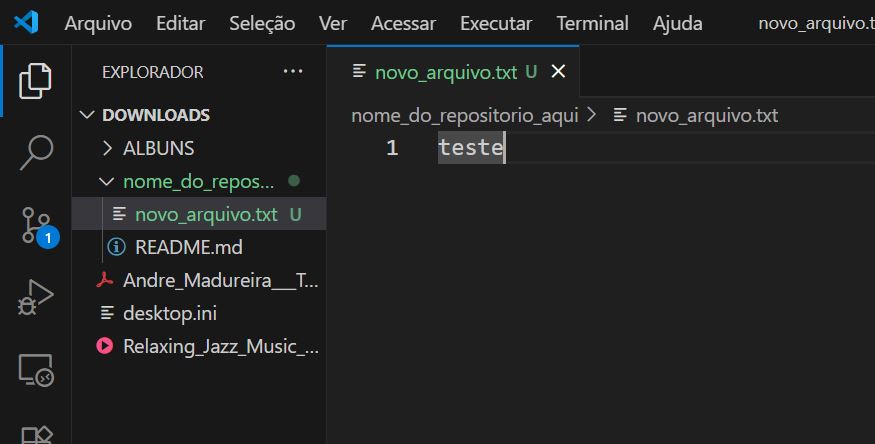 Arquivo Editar Seleção Ver Acessar Executar Terminal Ajuda novo_arquivo.t
EXPLORADOR ···
novo_arquivo.txt U
DOWNLOADS
nome_do_repositorio_aqui > novo_arquivo.txt
ALBUNS
1 teste
nome_do_repos...
novo_arquivo.txt U
1
README.md
Andre_Madureira___T...
desktop.ini
Relaxing_Jazz_Music_...